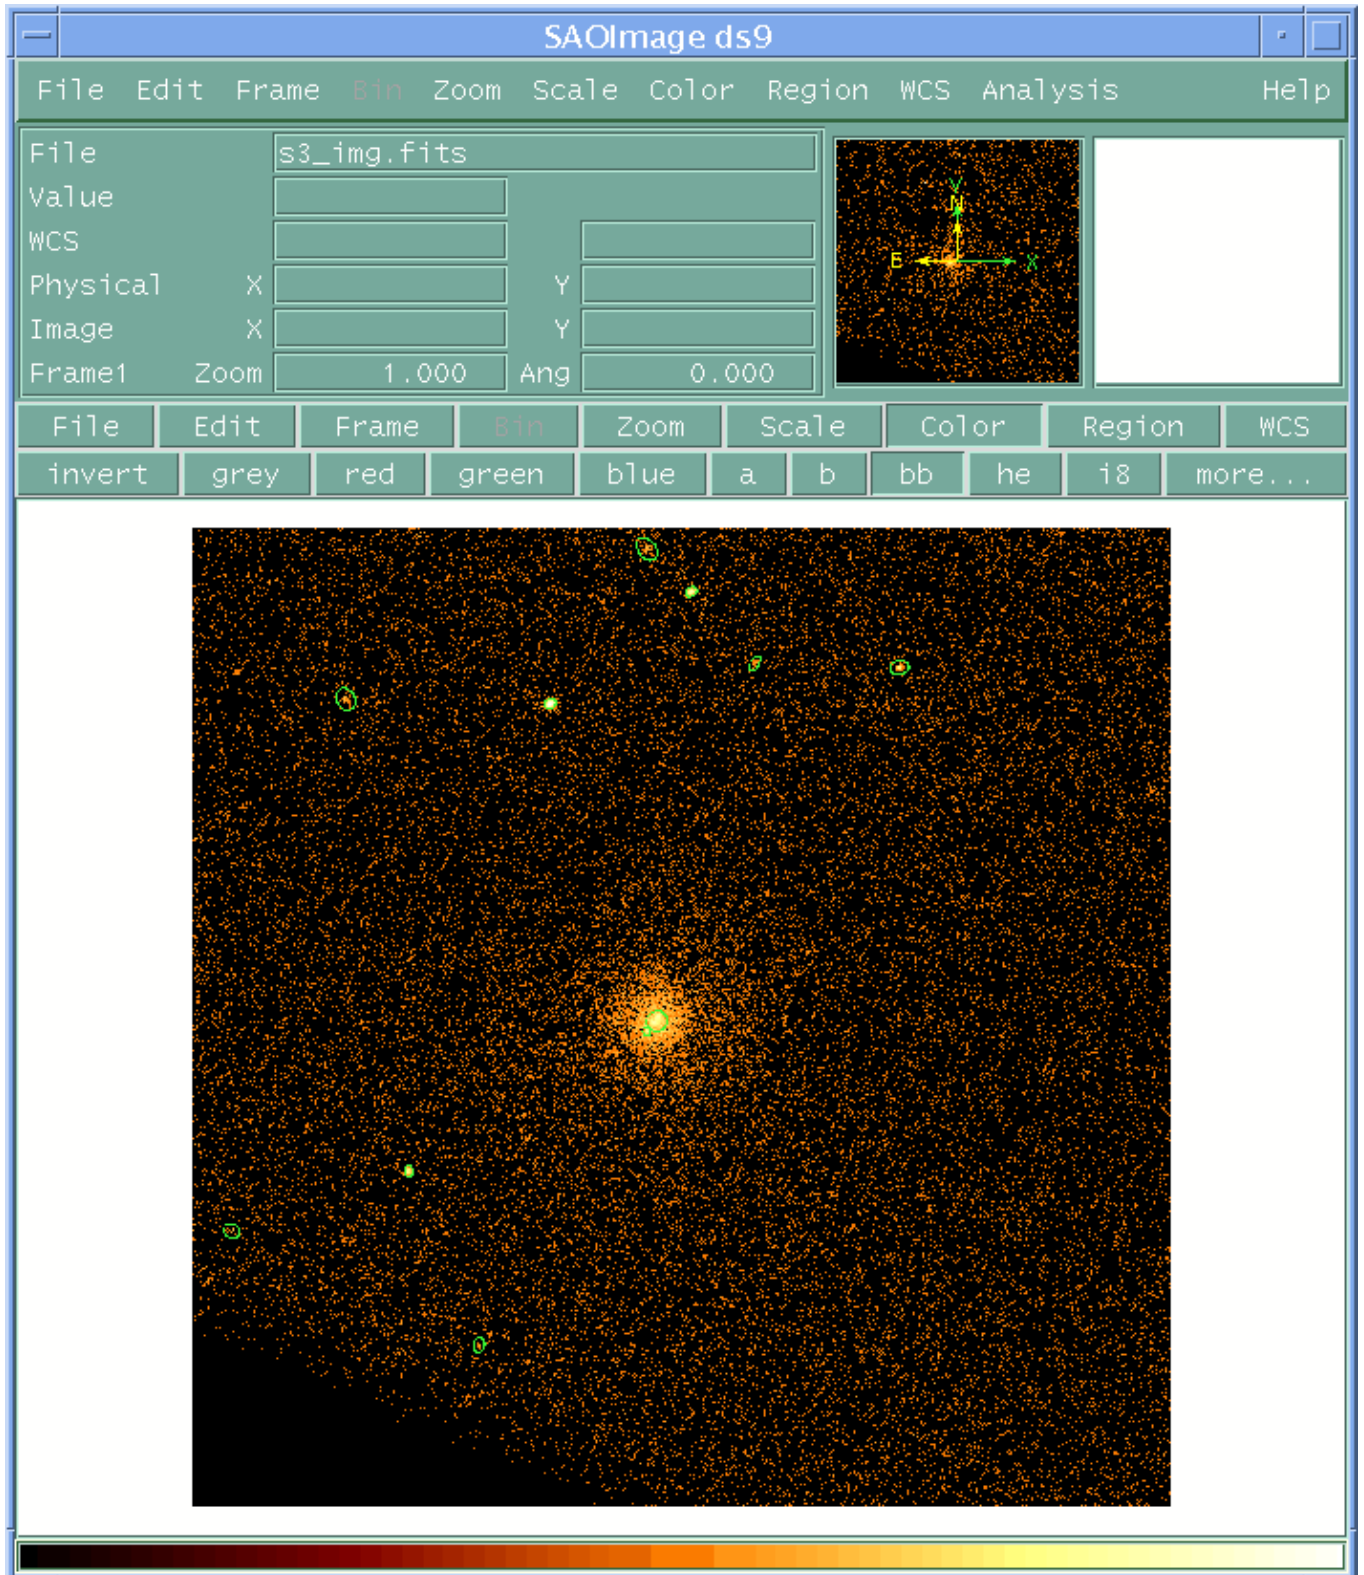 SAOImage ds9
File Edit Frame Bin Zoom Scale Color Region WCS Analysis Help
File s3_img.fits
Value
WCS
Physical X Y
Image X Y
Frame1 Zoom 1.000 Ang 0.000
Y
N
E X
File Edit Frame Bin Zoom Scale Color Region WCS
invert grey red green blue a b bb he i8 more...